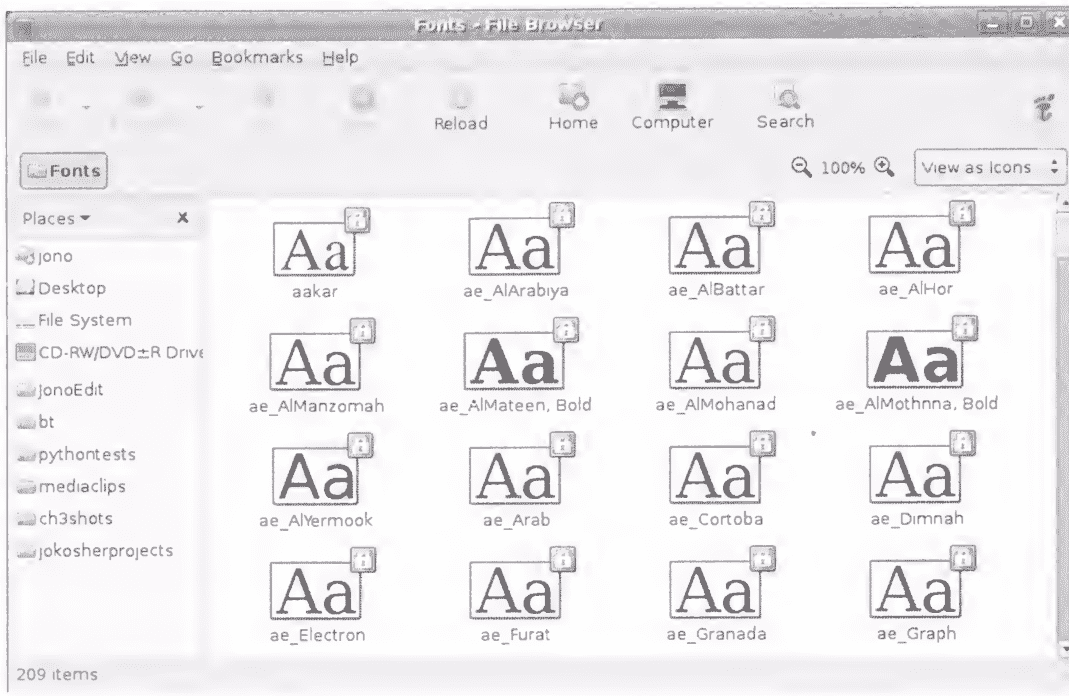 Fonts - File Browser
File Edit View Go Bookmarks Help
Reload Home Computer Search
Fonts 100% View as Icons
Places
Aa Aa Aa Aa
aakar ae_AlArabiya ae_AlBattar ae_AlHor
Aa Aa Aa Aa
ae_AlManzomah ae_AlMateen, Bold ae_AlMohanad ae_AlMothnna, Bold
Aa Aa Aa Aa
ae_AlYermook ae_Arab ae_Cortoba ae_Dimnah
Aa Aa Aa Aa
ae_Electron ae_Furat ae_Granada ae_Graph
jono
Desktop
File System
CD-RW/DVD±R Drive
JonoEdit
bt
pythontests
mediaclips
ch3shots
jokosherprojects
209 items